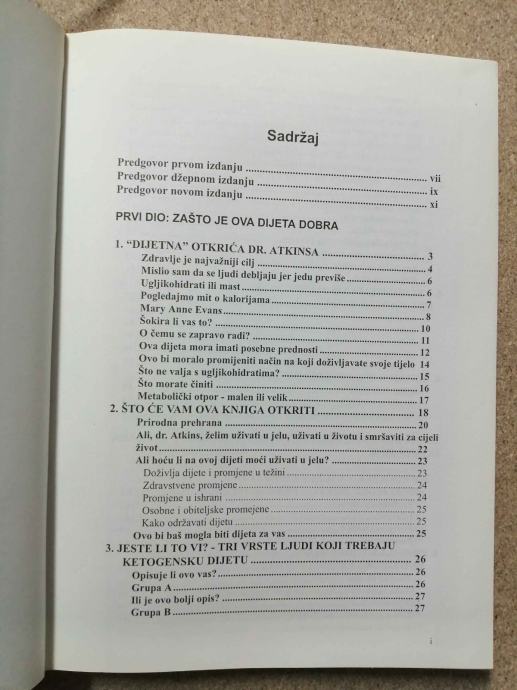 Sadržaj
Predgovor prvom izdanju ........ vii
Predgovor džepnom izdanju ........ ix
Predgovor novom izdanju ........ xi
PRVI DIO: ZAŠTO JE OVA DIJETA DOBRA
1. “DIJETNA” OTKRIĆA DR. ATKINSA ........ 3
Zdravlje je najvažniji cilj ........ 4
Mislio sam da se ljudi debljaju jer jedu previše ........ 6
Ugljikohidrati ili mast ........ 6
Pogledajmo mit o kalorijama ........ 7
Mary Anne Evans ........ 8
Šokira li vas to? ........ 10
O čemu se zapravo radi? ........ 11
Ova dijeta mora imati posebne prednosti ........ 12
Ovo bi moralo promijeniti način na koji doživljavate svoje tijelo 14
Što ne valja s ugljikohidratima? ........ 15
Što morate činiti ........ 16
Metabolički otpor - malen ili velik ........ 17
2. ŠTO ĆE VAM OVA KNJIGA OTKRITI ........ 18
Prirodna prehrana ........ 20
Ali, dr. Atkins, želim uživati u jelu, uživati u životu i smršaviti za cijeli
život ........ 22
Ali hoću li na ovoj dijeti moći uživati u jelu? ........ 23
Doživlja dijete i promjene u težini ........ 23
Zdravstvene promjene ........ 24
Promjene u ishrani ........ 24
Osobne i obiteljske promejene ........ 25
Kako održavati dijetu ........ 25
Ovo bi baš mogla biti dijeta za vas ........ 25
3. JESTE LI TO VI? - TRI VRSTE LJUDI KOJI TREBAJU
KETOGENSKU DIJETU ........ 26
Opisuje li ovo vas? ........ 26
Grupa A ........ 26
Ili je ovo bolji opis? ........ 27
Grupa B ........ 27
i